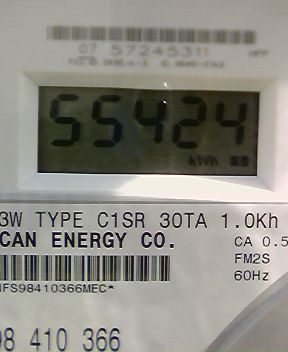 07 57245311
55424
kWh
3W TYPE C1SR 30TA 1.0Kh
CAN ENERGY CO.
CA 0.5
FM2S
60Hz
IFS98410366MEC*
98 410 366